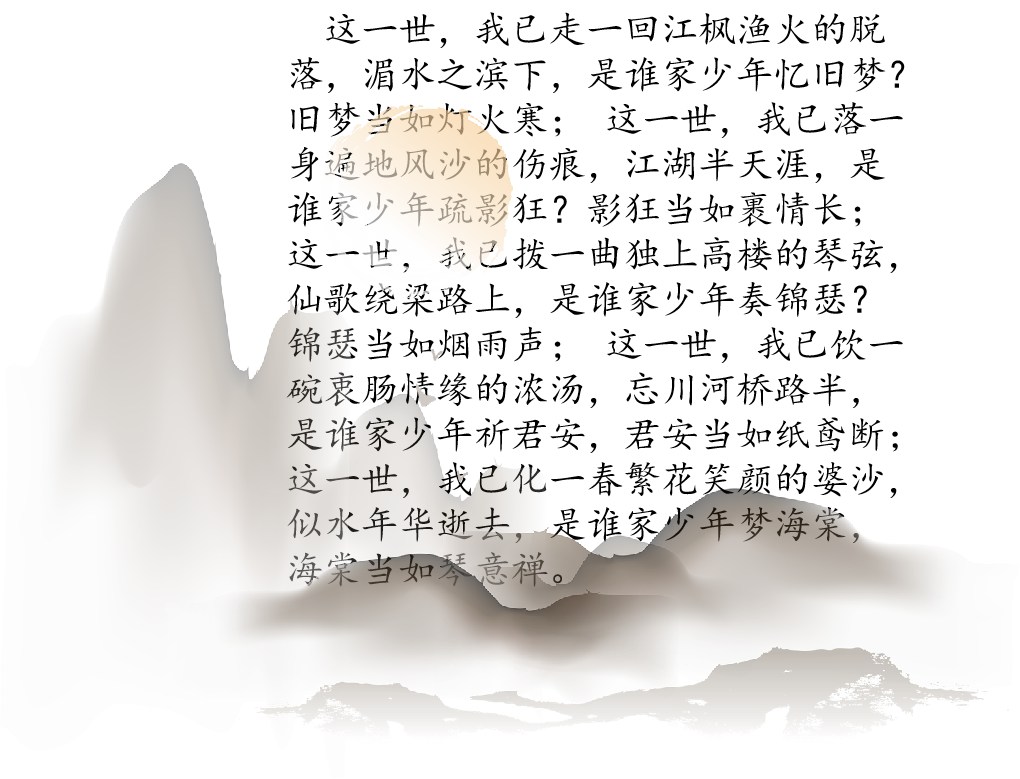 这一世，我已走一回江枫渔火的脱
落，湄水之滨下，是谁家少年忆旧梦？
旧梦当如灯火寒； 这一世，我已落一
身遍地风沙的伤痕，江湖半天涯，是
谁家少年疏影狂？影狂当如裹情长；
这一世，我已拨一曲独上高楼的琴弦，
仙歌绕梁路上，是谁家少年奏锦瑟？
锦瑟当如烟雨声； 这一世，我已饮一
碗衷肠情缘的浓汤，忘川河桥路半，
是谁家少年祈君安，君安当如纸鸢断；
这一世，我已化一春繁花笑颜的婆沙，
似水年华逝去，是谁家少年梦海棠，
海棠当如琴意禅。